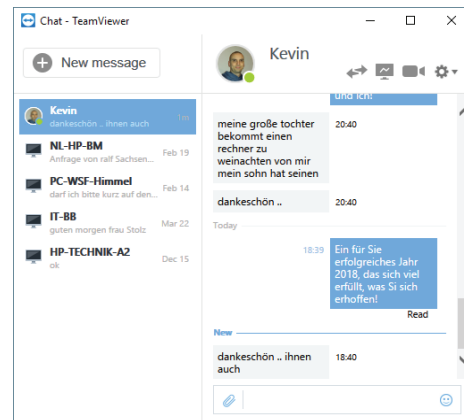 Chat - TeamViewer
New message
Kevin
dankeschön .. ihnen auch
1m
NL-HP-BM
Anfrage von ralf Sachsen...
Feb 19
PC-WSF-Himmel
darf ich bitte kurz auf den...
Feb 14
IT-BB
guten morgen frau Stolz
Mar 22
HP-TECHNIK-A2
ok
Dec 15
Kevin
und ich!
meine große tochter
bekommt einen
rechner zu
weinachten von mir
mein sohn hat seinen
20:40
dankeschön ..
20:40
Today
18:39
Ein für Sie
erfolgreiches Jahr
2018, das sich viel
erfüllt, was Si sich
erhoffen!
Read
New
dankeschön .. ihnen
auch
18:40